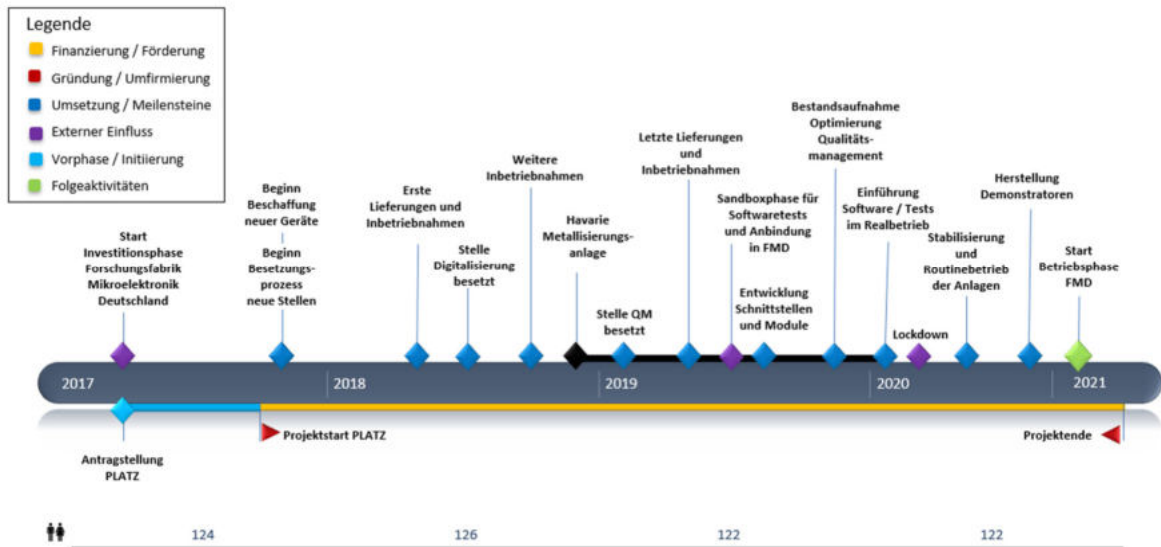 Legende
Finanzierung / Förderung
Gründung / Umfirmierung
Umsetzung / Meilensteine
Externer Einfluss
Vorphase / Initiierung
Folgeaktivitäten
Start
Investitionsphase
Forschungsfabrik
Mikroelektronik
Deutschland
Beginn
Beschaffung
neuer Geräte
Beginn
Besetzungs-
prozess
neue Stellen
Erste
Lieferungen und
Inbetriebnahmen
Stelle
Digitalisierung
besetzt
Weitere
Inbetriebnahmen
Havarie
Metallisierungs-
anlage
Stelle QM
besetzt
Letzte Lieferungen
und
Inbetriebnahmen
Sandboxphase für
Softwaretests
und Anbindung
in FMD
Entwicklung
Schnittstellen
und Module
Bestandsaufnahme
Optimierung
Qualitäts-
management
Einführung
Software / Tests
im Realbetrieb
Lockdown
Stabilisierung
und
Routinebetrieb
der Anlagen
Herstellung
Demonstratoren
Start
Betriebsphase
FMD
2017
2018
2019
2020
2021
Antragstellung
PLATZ
Projektstart PLATZ
Projektende
124
126
122
122